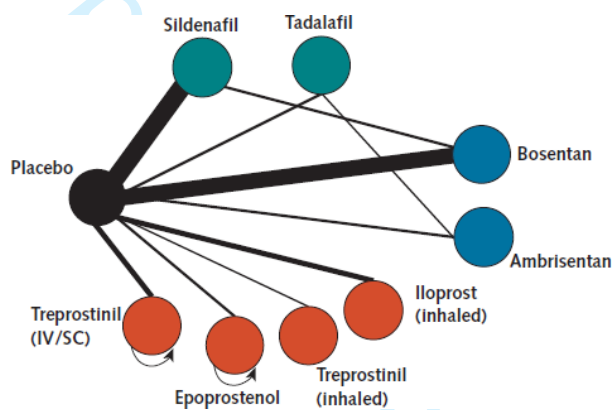 Sildenafil
Tadalafil
Placebo
Bosentan
Ambrisentan
Iloprost
(inhaled)
Treprostinil
(IV/SC)
Epoprostenol
Treprostinil
(inhaled)